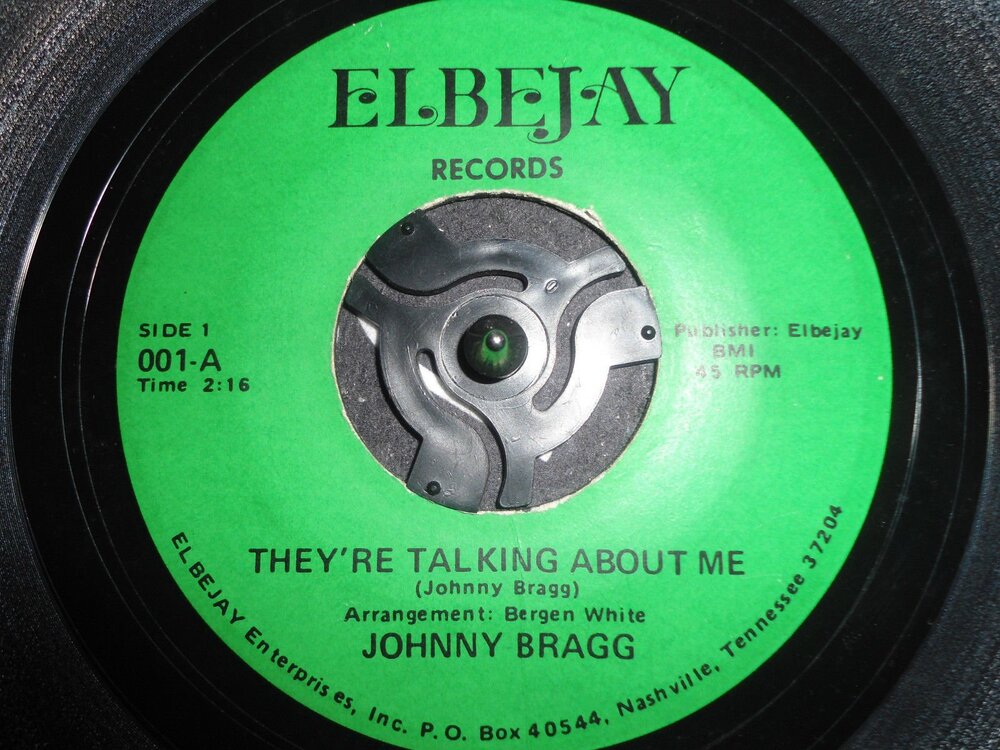 ELBEJAY
RECORDS
SIDE 1
001-A
Time 2:16
Publisher: Elbejay
BMI
45 RPM
THEY'RE TALKING ABOUT ME
(Johnny Bragg)
Arrangement: Bergen White
JOHNNY BRAGG
ELBEJAY Enterprises, Inc. P.O. Box 40544, Nashville, Tennessee 37204